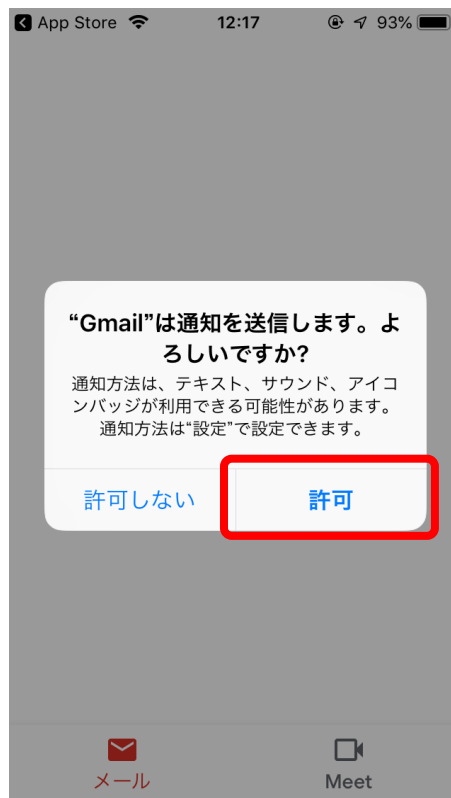 App Store 12:17 93%
“Gmail”は通知を送信します。よ
ろしいですか?
通知方法は、テキスト、サウンド、アイコ
ンバッジが利用できる可能性があります。
通知方法は“設定”で設定できます。
許可しない 許可
メール Meet